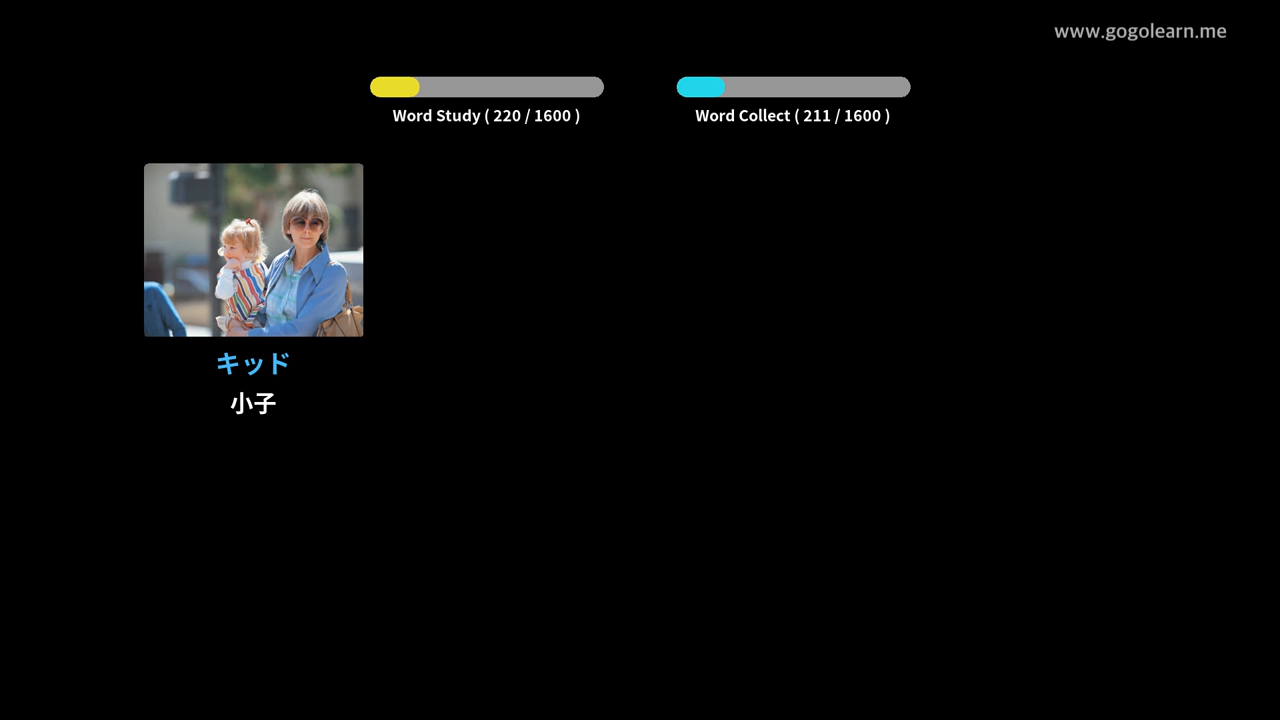 www.gogolearn.me
Word Study ( 220 / 1600 )
Word Collect ( 211 / 1600 )
キッド
小子